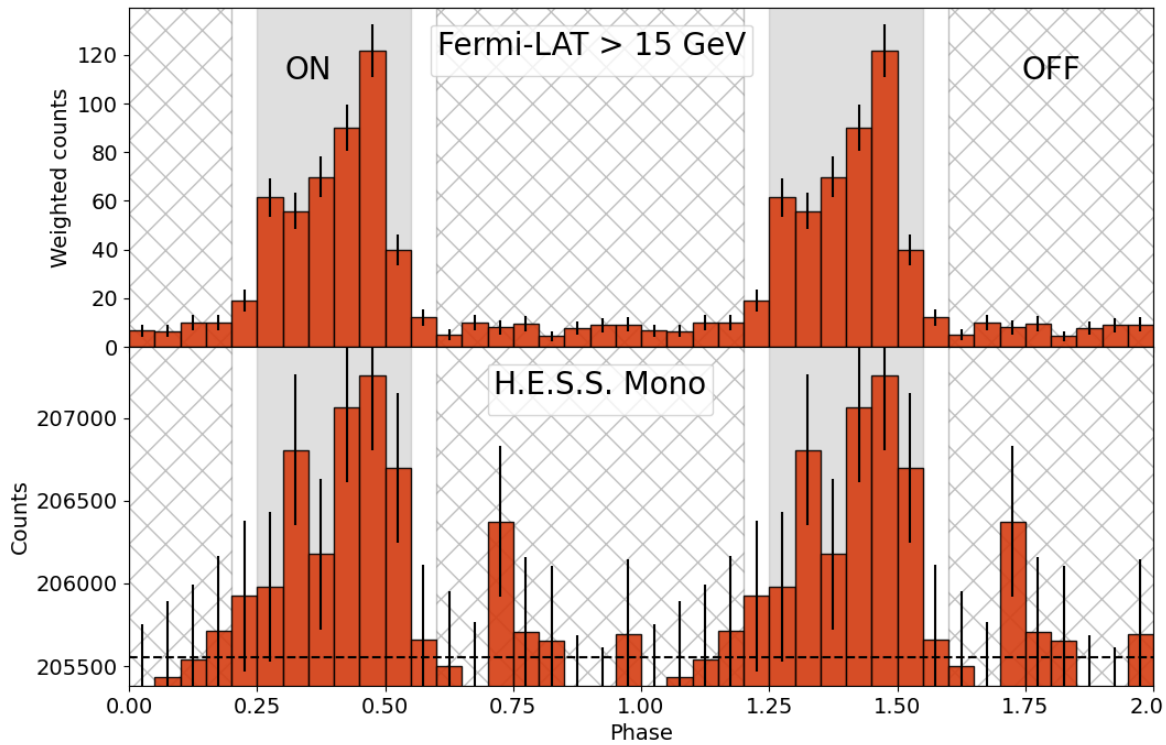 Fermi-LAT > 15 GeV
ON
OFF
Weighted counts
120
100
80
60
40
20
0
H.E.S.S. Mono
Counts
207000
206500
206000
205500
0.00 0.25 0.50 0.75 1.00 1.25 1.50 1.75 2.0
Phase